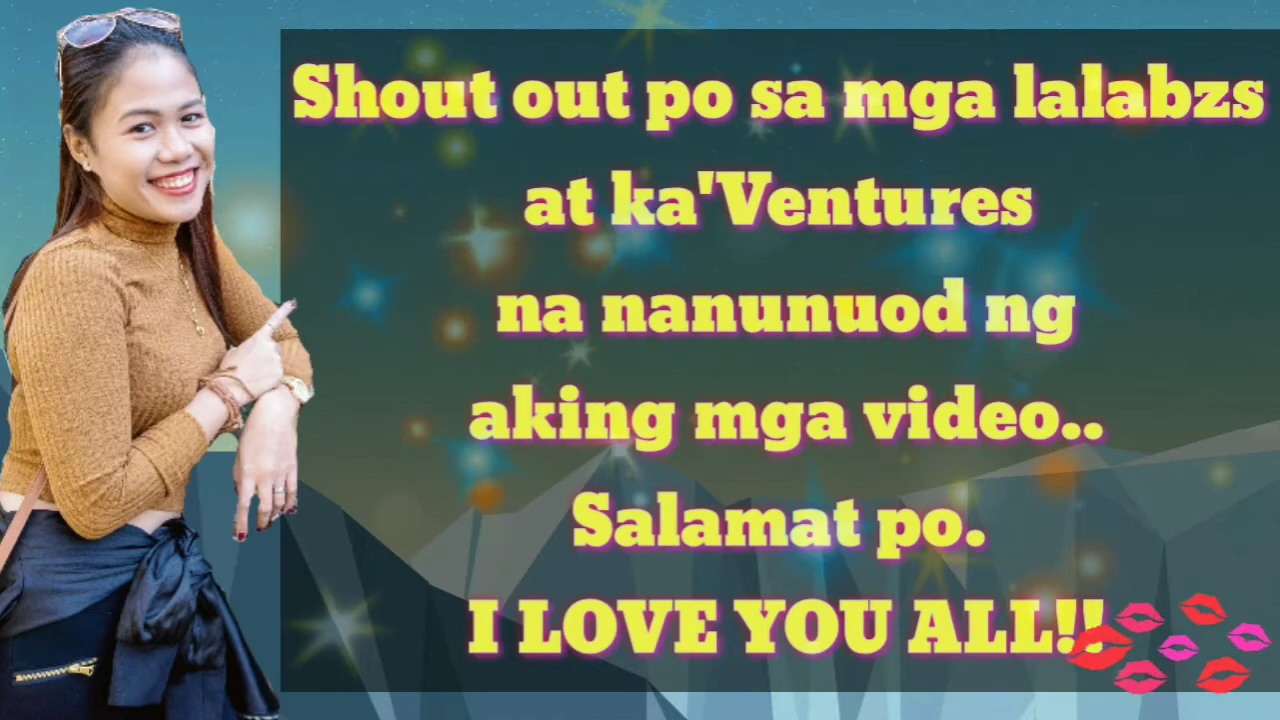 Shout out po sa mga lalabzs
at ka'Ventures
na nanunuod ng
aking mga video..
Salamat po.
I LOVE YOU ALL!!